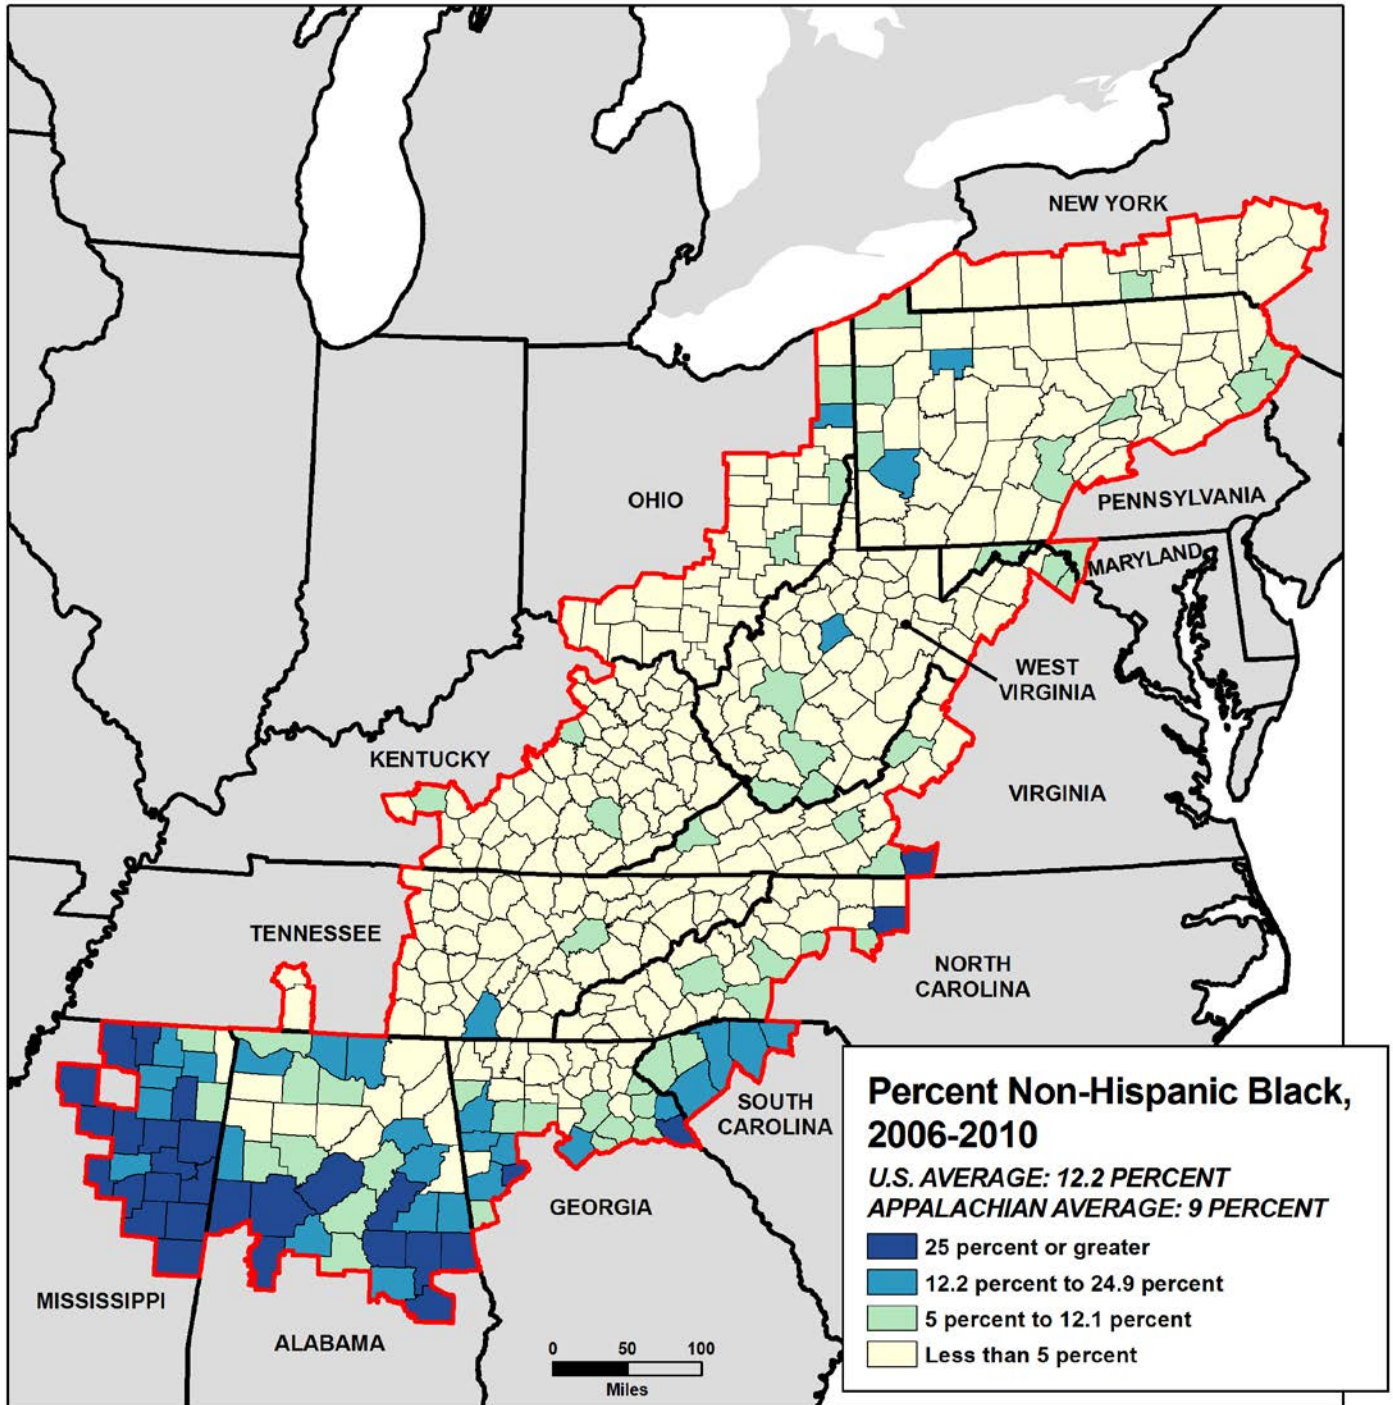 NEW YORK
OHIO
PENNSYLVANIA
MARYLAND
WEST
VIRGINIA
KENTUCKY
VIRGINIA
TENNESSEE
NORTH
CAROLINA
SOUTH
CAROLINA
GEORGIA
MISSISSIPPI
ALABAMA
0 50 100
Miles
Percent Non-Hispanic Black,
2006-2010
U.S. AVERAGE: 12.2 PERCENT
APPALACHIAN AVERAGE: 9 PERCENT
25 percent or greater
12.2 percent to 24.9 percent
5 percent to 12.1 percent
Less than 5 percent